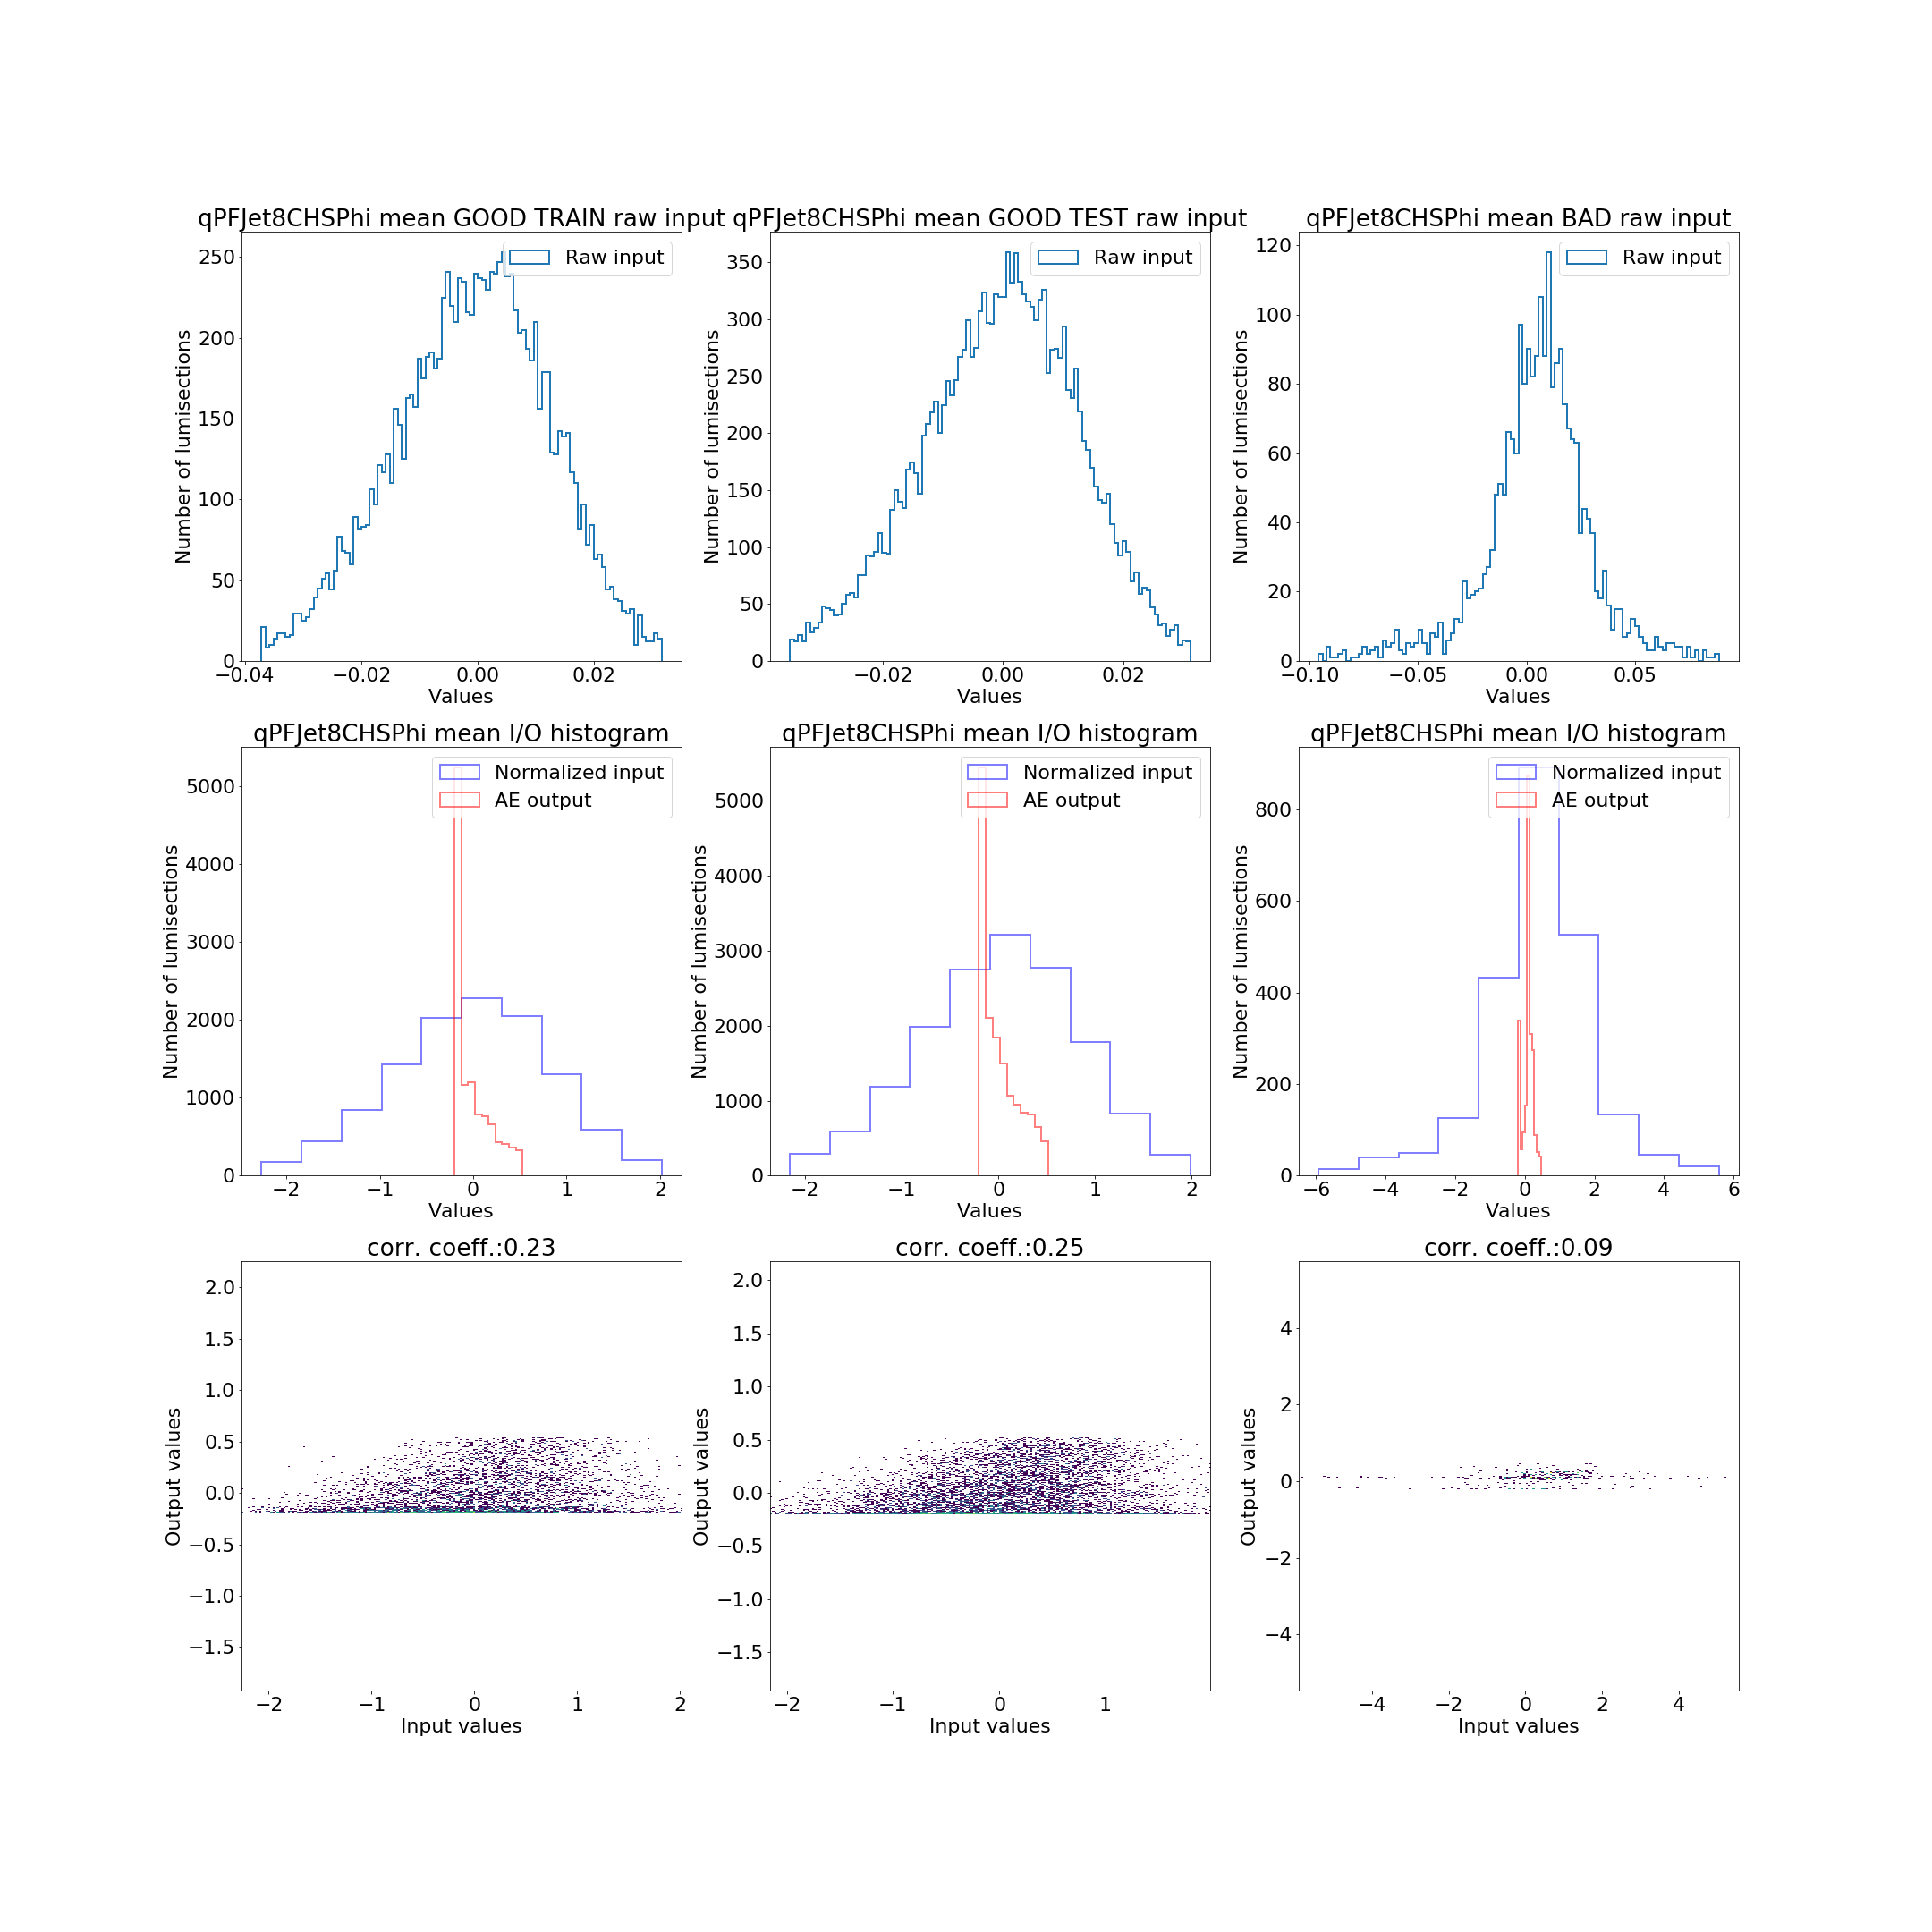 qPFJet8CHSPhi mean GOOD TRAIN raw input
Raw input
Number of lumisections
0
50
100
150
200
250
−0.04
−0.02
0.00
0.02
Values
qPFJet8CHSPhi mean GOOD TEST raw input
Raw input
Number of lumisections
0
50
100
150
200
250
300
350
−0.02
0.00
0.02
Values
qPFJet8CHSPhi mean BAD raw input
Raw input
Number of lumisections
0
20
40
60
80
100
120
−0.10
−0.05
0.00
0.05
Values
qPFJet8CHSPhi mean I/O histogram
Normalized input
AE output
Number of lumisections
0
1000
2000
3000
4000
5000
−2
−1
0
1
2
Values
qPFJet8CHSPhi mean I/O histogram
Normalized input
AE output
Number of lumisections
0
1000
2000
3000
4000
5000
−2
−1
0
1
2
Values
qPFJet8CHSPhi mean I/O histogram
Normalized input
AE output
Number of lumisections
0
200
400
600
800
−6
−4
−2
0
2
4
6
Values
corr. coeff.:0.23
Output values
2.0
1.5
1.0
0.5
0.0
−0.5
−1.0
−1.5
−2
−1
0
1
2
Input values
corr. coeff.:0.25
Output values
2.0
1.5
1.0
0.5
0.0
−0.5
−1.0
−1.5
−2
−1
0
1
Input values
corr. coeff.:0.09
Output values
4
2
0
−2
−4
−4
−2
0
2
4
Input values